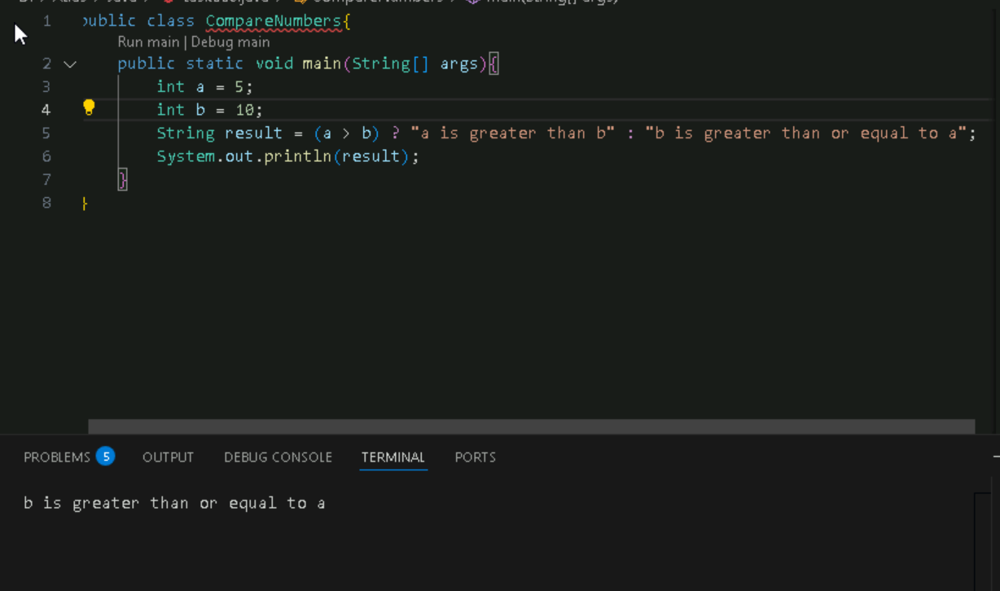 1 public class CompareNumbers{
Run main | Debug main
2 public static void main(String[] args){
3 int a = 5;
4 int b = 10;
5 String result = (a > b) ? "a is greater than b" : "b is greater than or equal to a";
6 System.out.println(result);
7 }
8 }
PROBLEMS 5 OUTPUT DEBUG CONSOLE TERMINAL PORTS
b is greater than or equal to a